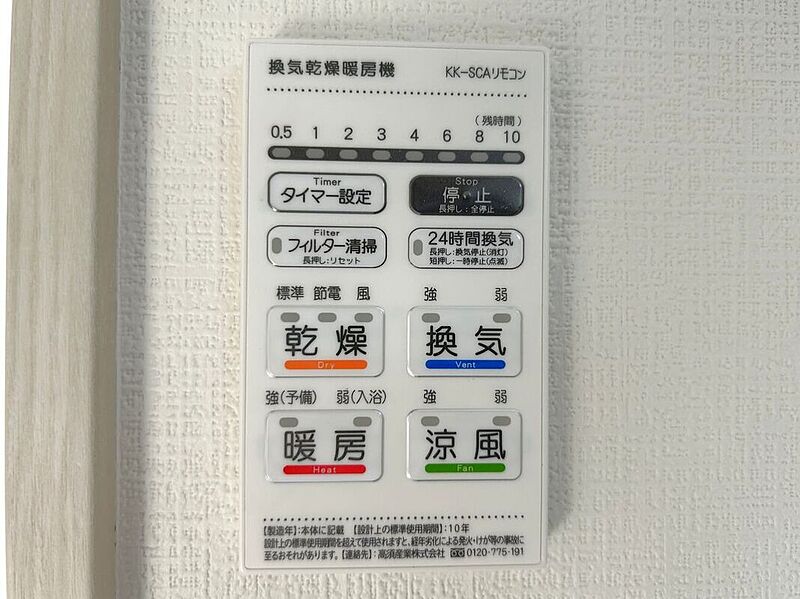 換気乾燥暖房機 KK-SCAリモコン
(残時間)
0.5 1 2 3 4 6 8 10
Timer Stop
タイマー設定 停止
長押し:全停止
Filter
フィルター清掃 24時間換気
長押し:リセット 長押し:換気停止(消灯)
短押し:一時停止(点滅)
標準 節電 風 強 弱
乾燥 換気
Dry Vent
強(予備) 弱(入浴) 強 弱
暖房 涼風
Heat Fan
【製造年】:本体に記載 【設計上の標準使用期間】:10年
設計上の標準使用期間を超えて使用されますと、経年劣化による発火・けが等の事故に
至るおそれがあります。【連絡先】:高須産業株式会社 0120-775-191